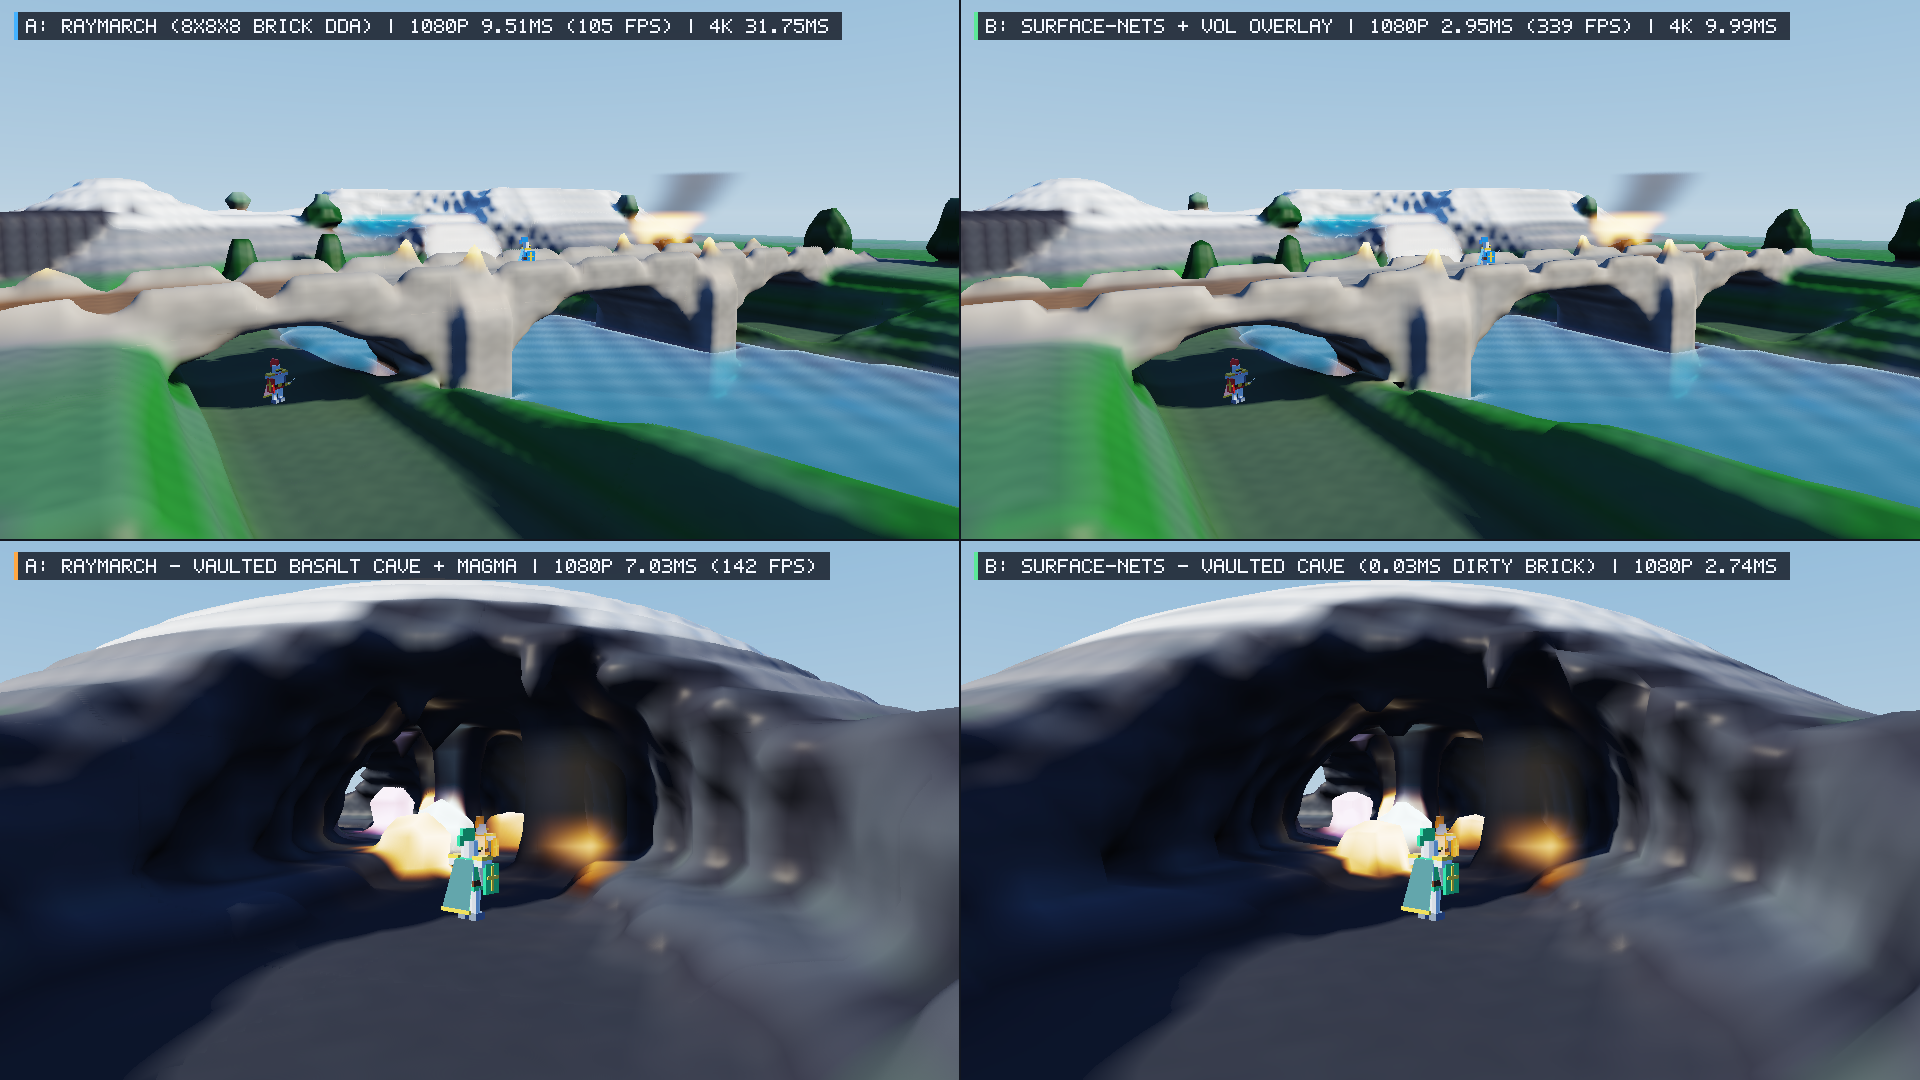 A: RAYMARCH (8X8X8 BRICK DDA) | 1080P 9.51MS (105 FPS) | 4K 31.75MS
B: SURFACE-NETS + VOL OVERLAY | 1080P 2.95MS (339 FPS) | 4K 9.99MS
A: RAYMARCH - VAULTED BASALT CAVE + MAGMA | 1080P 7.03MS (142 FPS)
B: SURFACE-NETS - VAULTED CAVE (0.03MS DIRTY BRICK) | 1080P 2.74MS